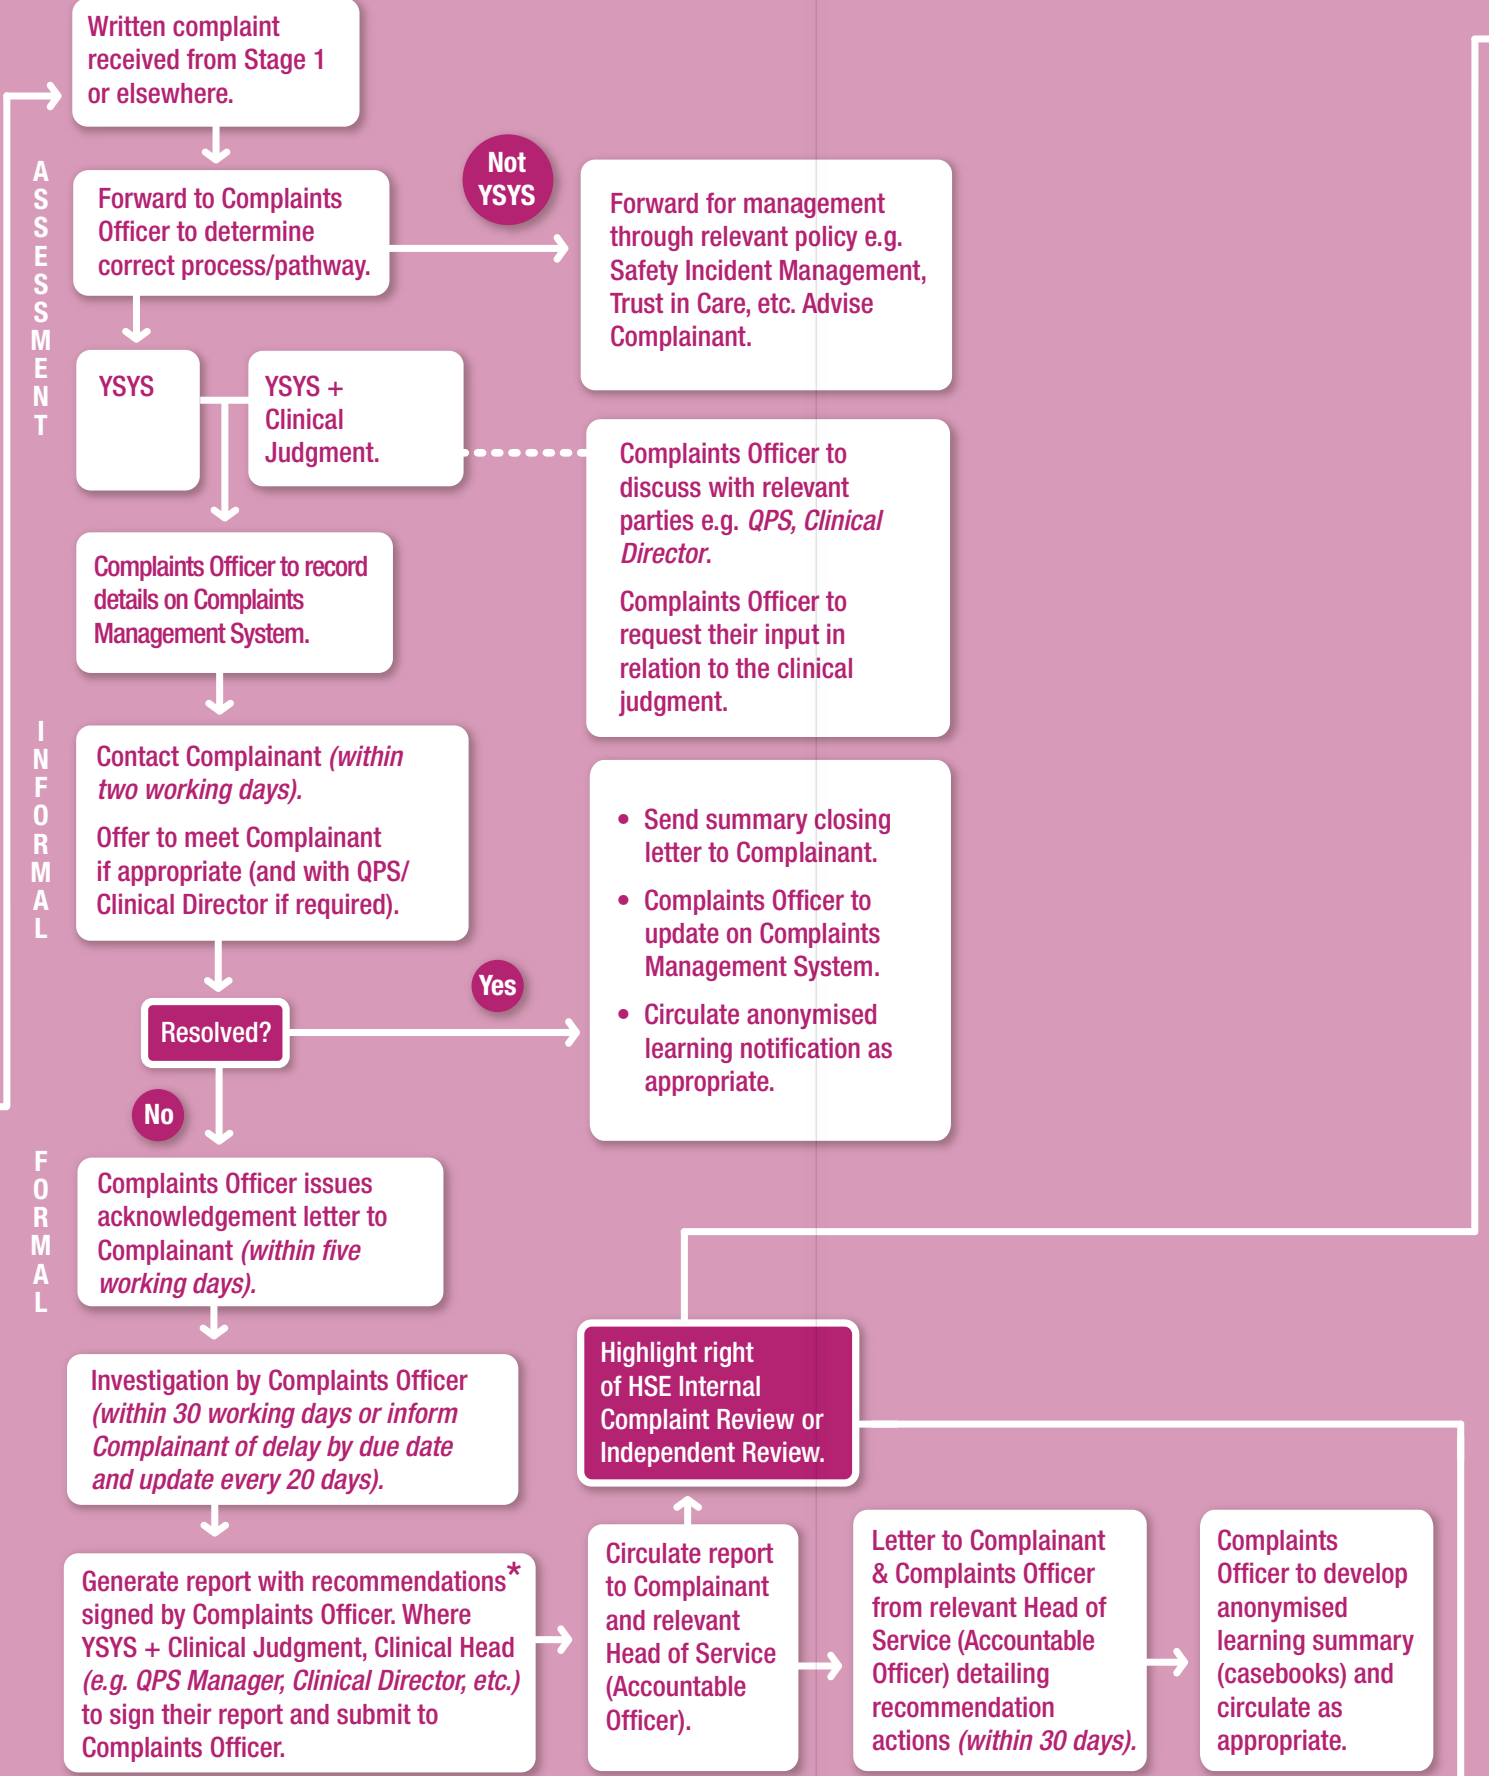 Written complaint
received from Stage 1
or elsewhere.
ASSESSMENT
Forward to Complaints
Officer to determine
correct process/pathway.
Not
YSYS
Forward for management
through relevant policy e.g.
Safety Incident Management,
Trust in Care, etc. Advise
Complainant.
YSYS
YSYS +
Clinical
Judgment.
Complaints Officer to
discuss with relevant
parties e.g. QPS, Clinical
Director.
Complaints Officer to
request their input in
relation to the clinical
judgment.
Complaints Officer to record
details on Complaints
Management System.
INFORMAL
Contact Complainant (within
two working days).
Offer to meet Complainant
if appropriate (and with QPS/
Clinical Director if required).
Resolved?
Yes
• Send summary closing
letter to Complainant.
• Complaints Officer to
update on Complaints
Management System.
• Circulate anonymised
learning notification as
appropriate.
No
FORMAL
Complaints Officer issues
acknowledgement letter to
Complainant (within five
working days).
Investigation by Complaints Officer
(within 30 working days or inform
Complainant of delay by due date
and update every 20 days).
Highlight right
of HSE Internal
Complaint Review or
Independent Review.
Generate report with recommendations*
signed by Complaints Officer. Where
YSYS + Clinical Judgment, Clinical Head
(e.g. QPS Manager, Clinical Director, etc.)
to sign their report and submit to
Complaints Officer.
Circulate report
to Complainant
and relevant
Head of Service
(Accountable
Officer).
Letter to Complainant
& Complaints Officer
from relevant Head of
Service (Accountable
Officer) detailing
recommendation
actions (within 30 days).
Complaints
Officer to develop
anonymised
learning summary
(casebooks) and
circulate as
appropriate.